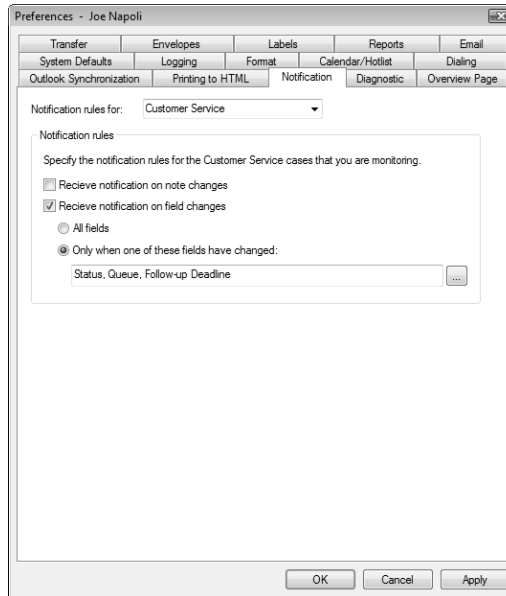 Preferences - Joe Napoli
Transfer Envelopes Labels Reports Email
System Defaults Logging Format Calendar/Hotlist Dialing
Outlook Synchronization Printing to HTML Notification Diagnostic Overview Page
Notification rules for: Customer Service
Notification rules
Specify the notification rules for the Customer Service cases that you are monitoring.
Recieve notification on note changes
Recieve notification on field changes
All fields
Only when one of these fields have changed:
Status, Queue, Follow-up Deadline ...
OK Cancel Apply